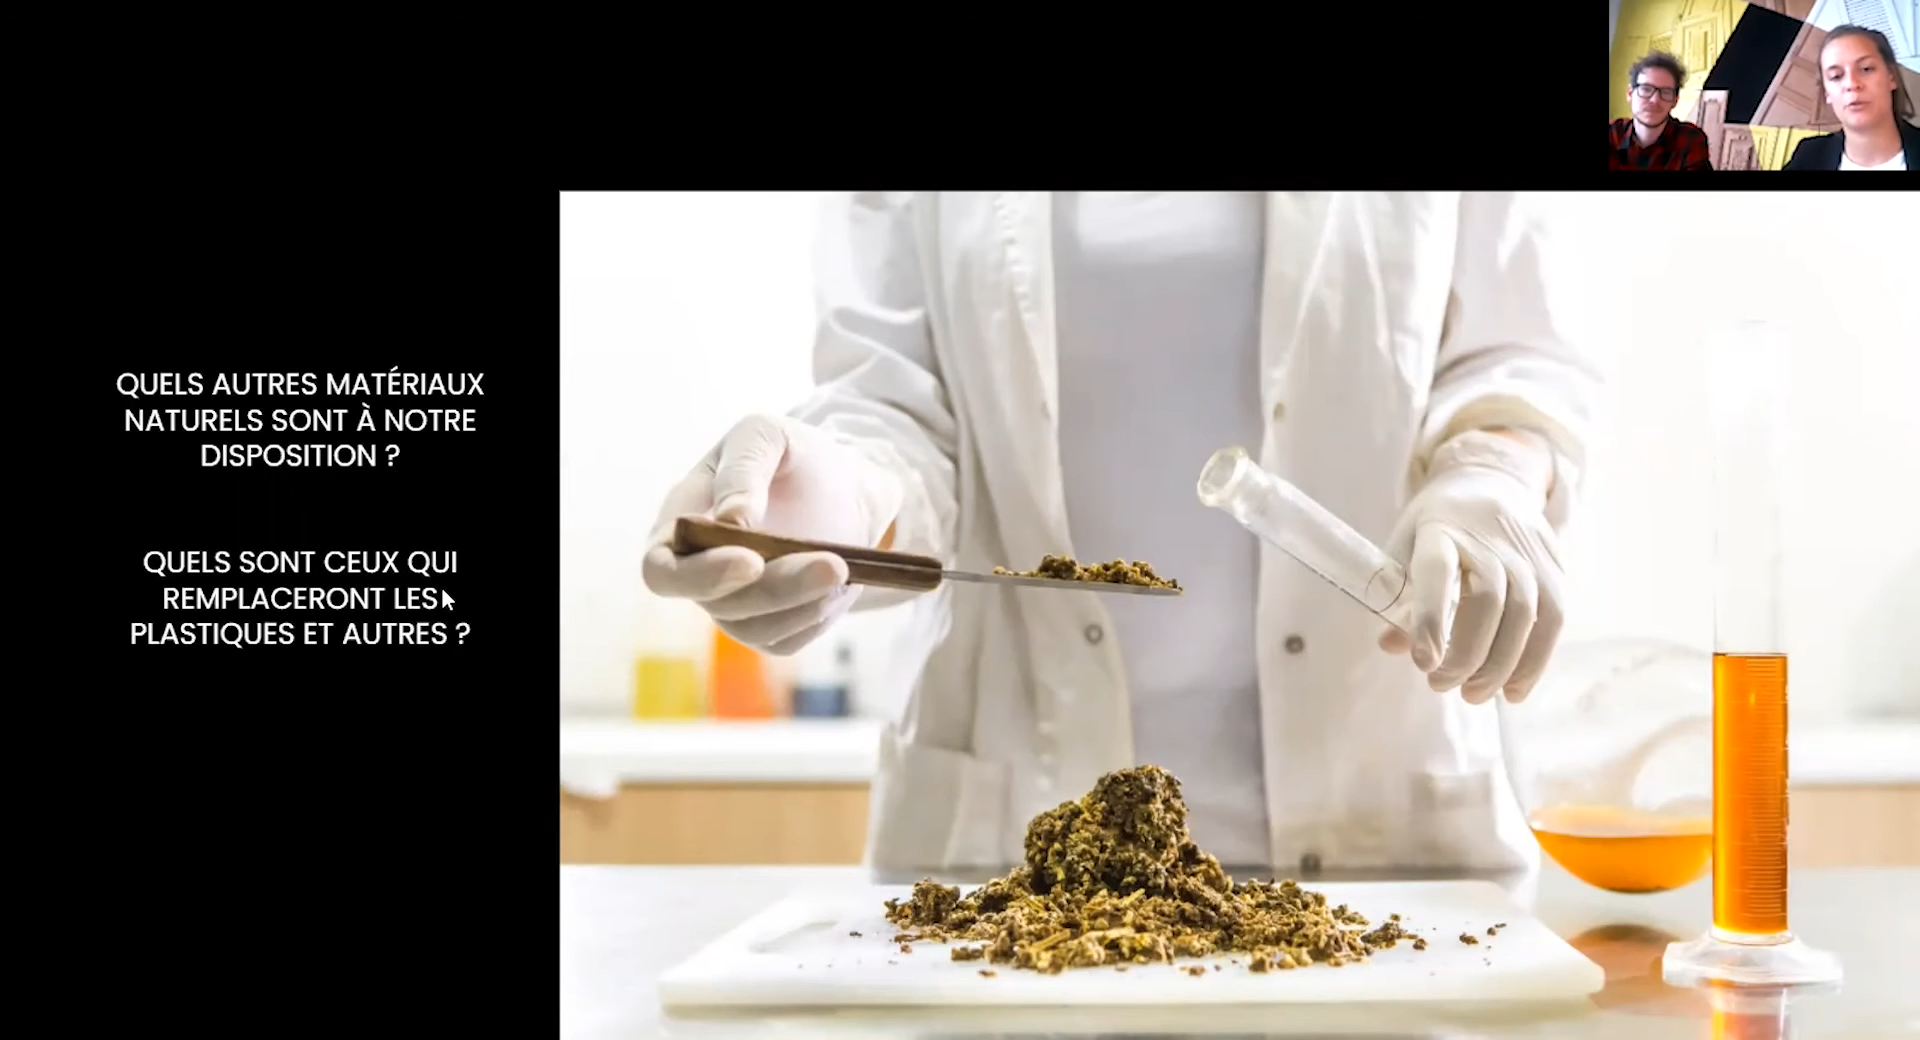 QUELS AUTRES MATÉRIAUX
NATURELS SONT À NOTRE
DISPOSITION ?
QUELS SONT CEUX QUI
REMPLACERONT LES
PLASTIQUES ET AUTRES ?